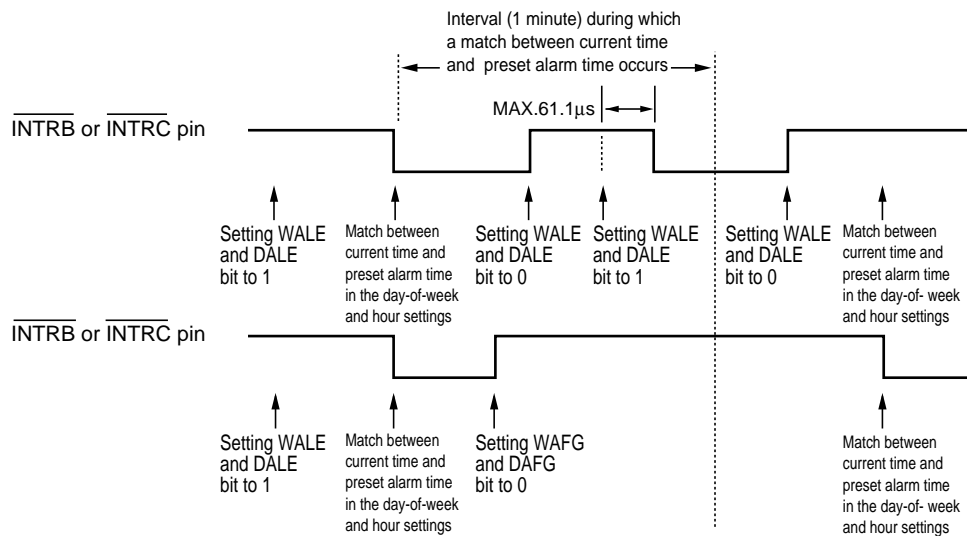 Interval (1 minute) during which
a match between current time
and preset alarm time occurs
MAX.61.1µs
INTRB or INTRC pin
Setting WALE
and DALE
bit to 1
Match between
current time and
preset alarm time
in the day-of-week
and hour settings
Setting WALE
and DALE
bit to 0
Setting WALE
and DALE
bit to 1
Setting WALE
and DALE
bit to 0
Match between
current time and
preset alarm time
in the day-of- week
and hour settings
INTRB or INTRC pin
Setting WALE
and DALE
bit to 1
Match between
current time and
preset alarm time
in the day-of-week
and hour settings
Setting WAFG
and DAFG
bit to 0
Match between
current time and
preset alarm time
in the day-of- week
and hour settings